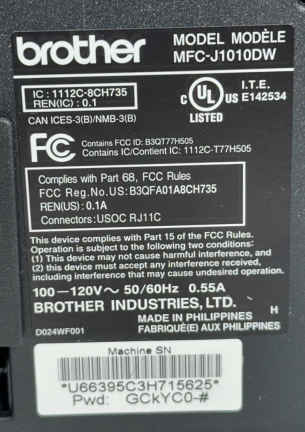 brother
MODEL MODÈLE
MFC-J1010DW
IC : 1112C-8CH735
REN(IC) : 0.1
CAN ICES-3(B)/NMB-3(B)
C UL US
LISTED
I.T.E.
E142534
FC
Contains FCC ID: B3QT77H505
Contains IC/Contient IC: 1112C-T77H505
Complies with Part 68, FCC Rules
FCC Reg.No.US:B3QFA01A8CH735
REN(US):0.1A
Connectors:USOC RJ11C
This device complies with Part 15 of the FCC Rules.
Operation is subject to the following two conditions:
(1) This device may not cause harmful interference, and
(2) this device must accept any interference received,
including interference that may cause undesired operation.
100—120V～ 50/60Hz 0.55A
BROTHER INDUSTRIES, LTD.
MADE IN PHILIPPINES
H
FABRIQUÉ(E) AUX PHILIPPINES
D024WF001
Machine SN
*U66395C3H715625*
Pwd: GCkYC0-#